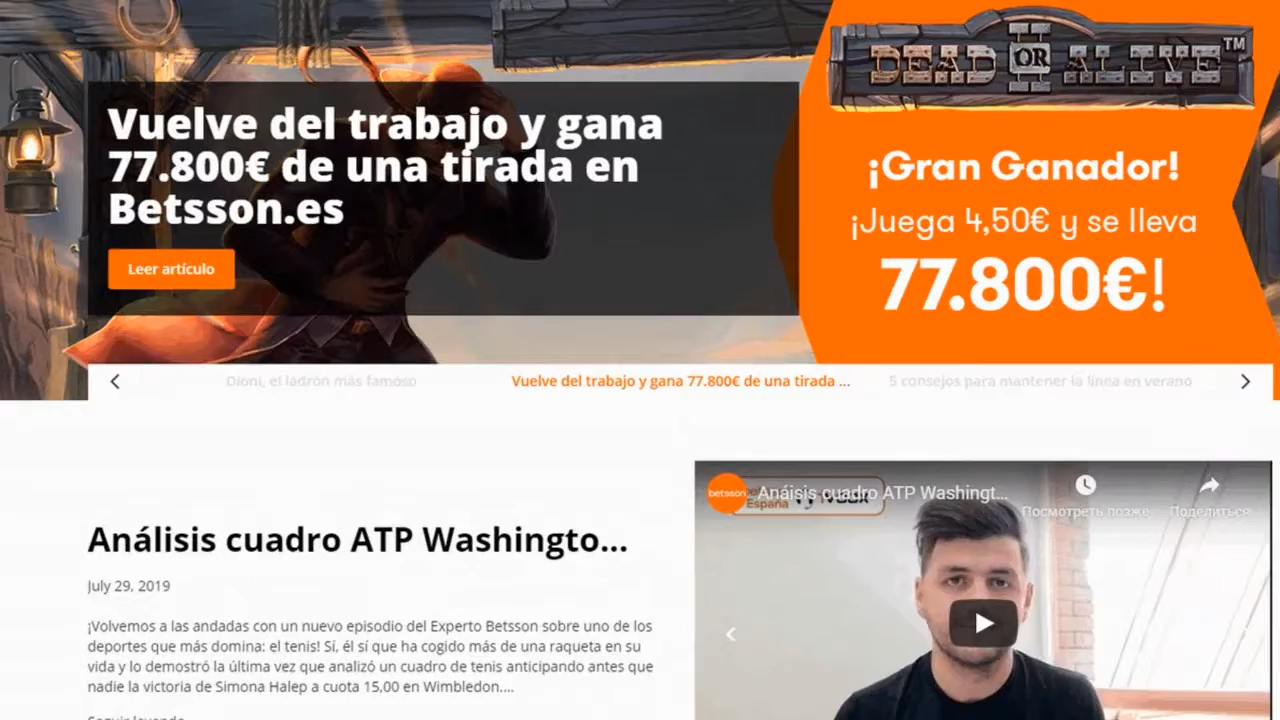 DEAD OR ALIVE™
II
Vuelve del trabajo y gana
77.800€ de una tirada en
Betsson.es
Leer artículo
¡Gran Ganador!
¡Juega 4,50€ y se lleva
77.800€!
Dioni, el ladrón más famoso
Vuelve del trabajo y gana 77.800€ de una tirada ...
5 consejos para mantener la línea en verano
Análisis cuadro ATP Washingto...
July 29, 2019
¡Volvemos a las andadas con un nuevo episodio del Experto Betsson sobre uno de los
deportes que más domina: el tenis! Sí, él sí que ha cogido más de una raqueta en su
vida y lo demostró la última vez que analizó un cuadro de tenis anticipando antes que
nadie la victoria de Simona Halep a cuota 15,00 en Wimbledon....
Seguir leyendo
betsson
Anáisis cuadro ATP Washingt...
España
Посмотреть позже
Поделиться